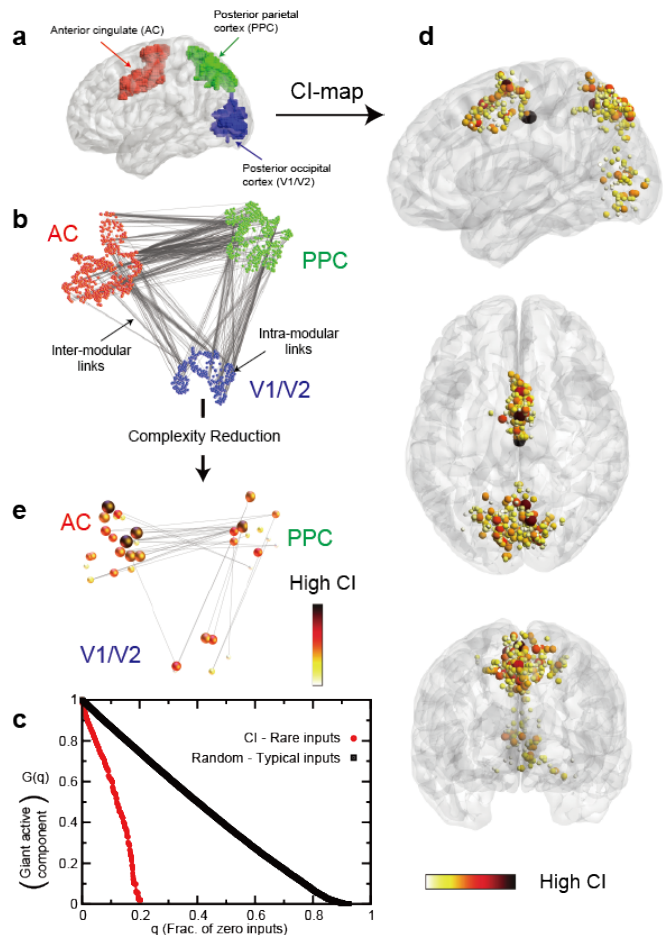 a
Anterior cingulate (AC)
Posterior parietal
cortex (PPC)
Posterior occipital
cortex (V1/V2)
CI-map
d
b
AC
PPC
Inter-modular
links
Intra-modular
links
V1/V2
Complexity Reduction
e
AC
PPC
High CI
V1/V2
c
1
0.8
0.6
0.4
0.2
0
G(q)
(Giant active
component)
CI - Rare inputs
Random - Typical inputs
0
0.2
0.4
0.6
0.8
1
q (Frac. of zero inputs)
High CI